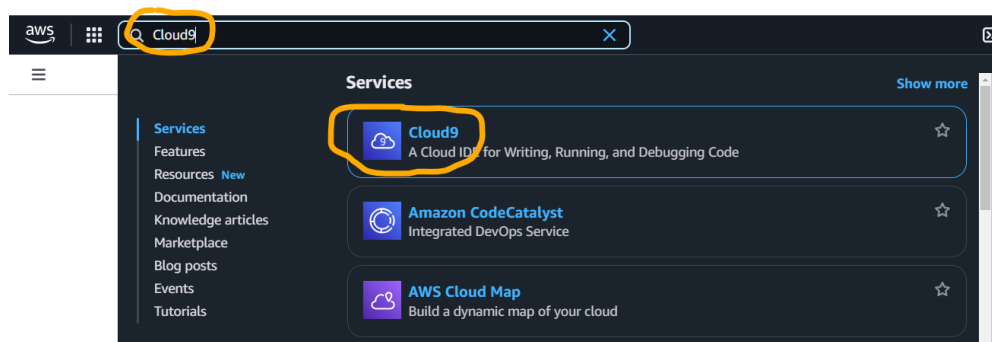 aws
Cloud9
Services
Show more
Services
Features
Resources New
Documentation
Knowledge articles
Marketplace
Blog posts
Events
Tutorials
9
Cloud9
A Cloud IDE for Writing, Running, and Debugging Code
Amazon CodeCatalyst
Integrated DevOps Service
AWS Cloud Map
Build a dynamic map of your cloud